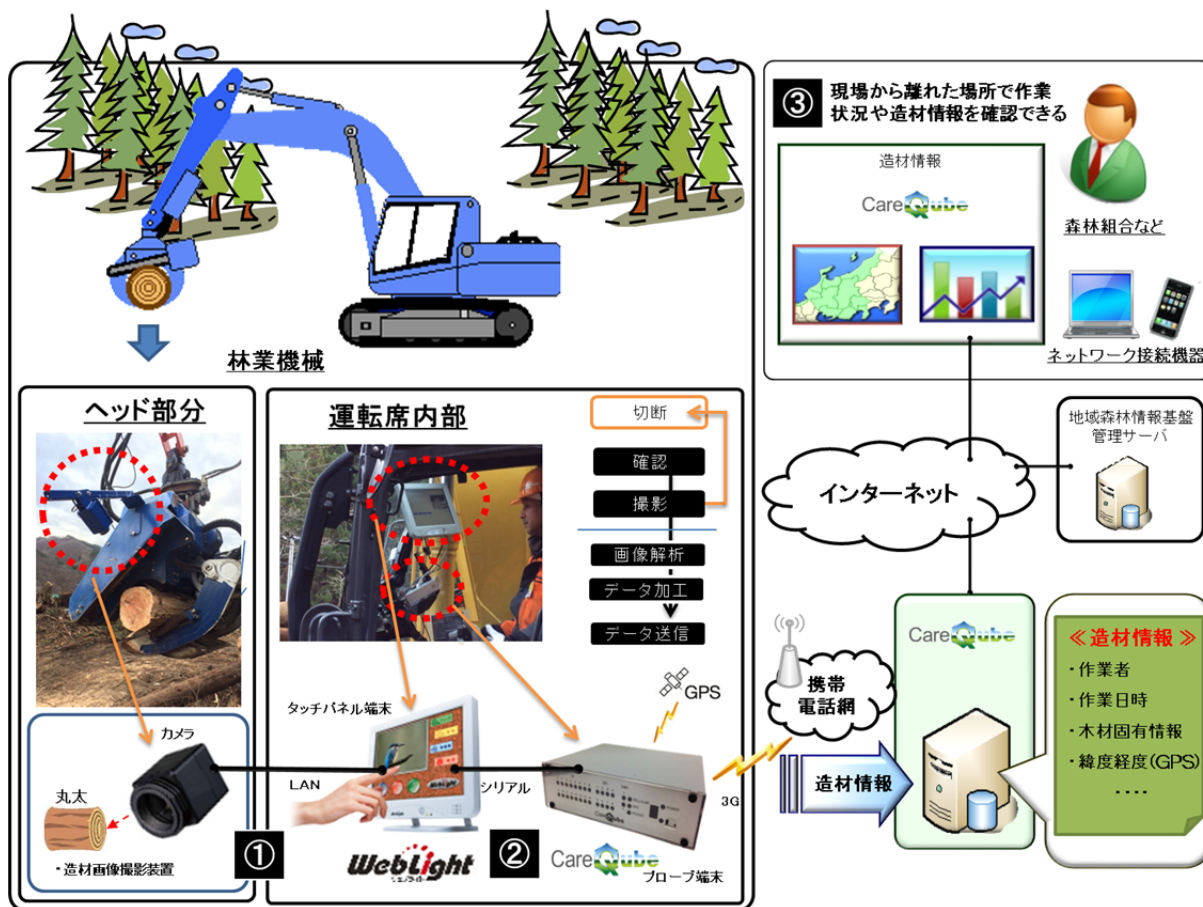 林業機械
ヘッド部分
カメラ
丸太
・造材画像撮影装置
①
運転席内部
切断
確認
撮影
画像解析
データ加工
データ送信
GPS
タッチパネル端末
LAN
シリアル
3G
WebLight
②
CareQube
プローブ端末
③
現場から離れた場所で作業
状況や造材情報を確認できる
造材情報
CareQube
森林組合など
ネットワーク接続機器
地域森林情報基盤
管理サーバ
インターネット
携帯
電話網
造材情報
CareQube
≪造材情報≫
・作業者
・作業日時
・木材固有情報
・緯度経度(GPS)
・・・・